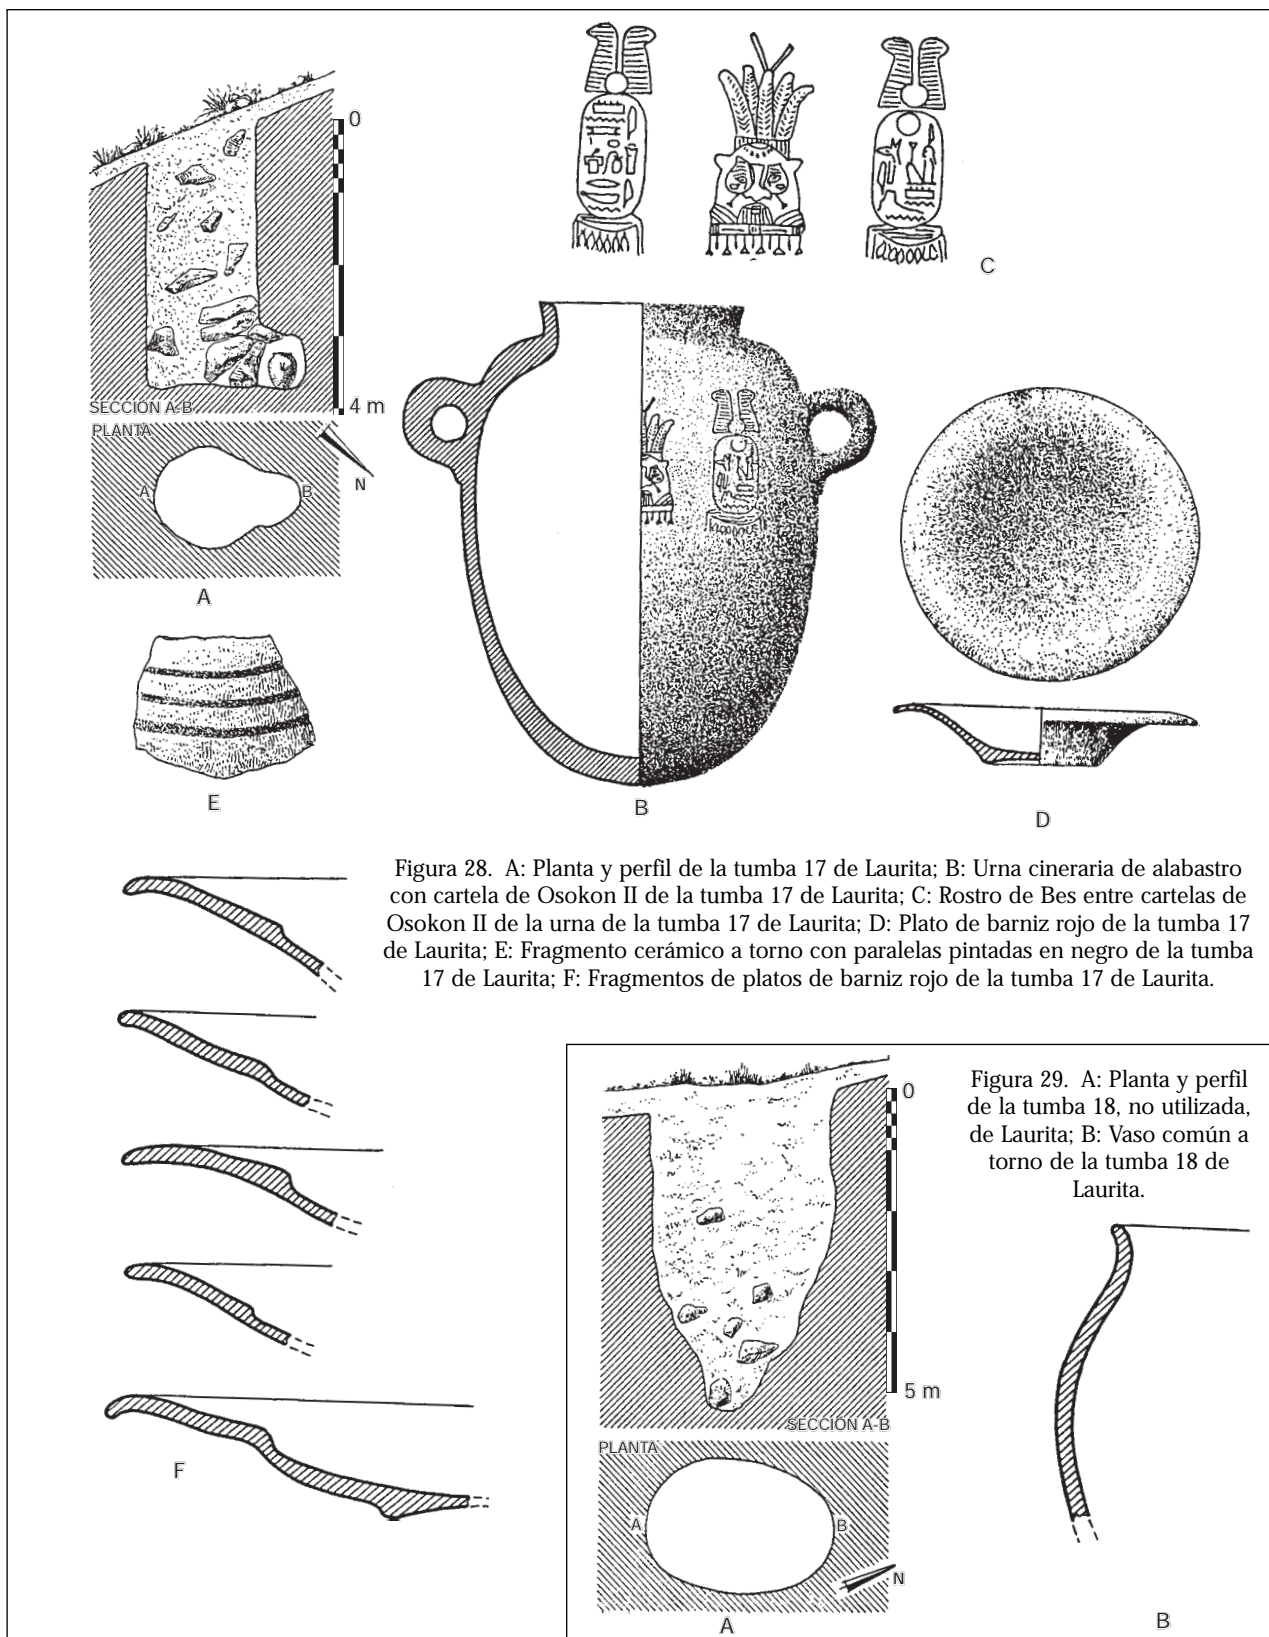 0
4 m
SECCIÓN A-B
PLANTA
A
B
N
A
C
B
D
E
Figura 28. A: Planta y perfil de la tumba 17 de Laurita; B: Urna cineraria de alabastro
con cartela de Osokon II de la tumba 17 de Laurita; C: Rostro de Bes entre cartelas de
Osokon II de la urna de la tumba 17 de Laurita; D: Plato de barniz rojo de la tumba 17
de Laurita; E: Fragmento cerámico a torno con paralelas pintadas en negro de la tumba
17 de Laurita; F: Fragmentos de platos de barniz rojo de la tumba 17 de Laurita.
F
Figura 29. A: Planta y perfil
de la tumba 18, no utilizada,
de Laurita; B: Vaso común a
torno de la tumba 18 de
Laurita.
0
5 m
SECCIÓN A-B
PLANTA
A
B
N
A
B